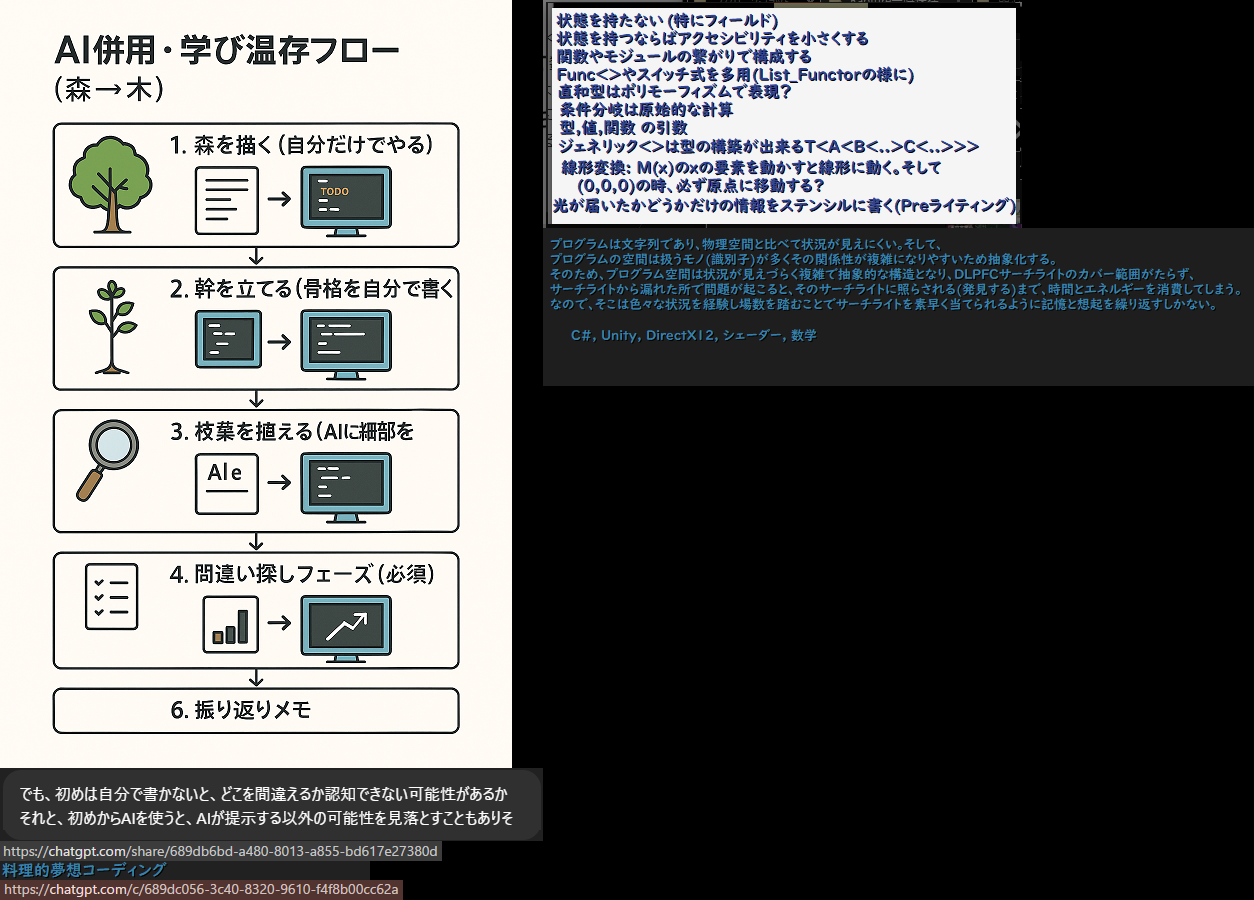 AI併用・学び温存フロー
(森→木)
1. 森を描く(自分だけでやる)
TODO
2. 幹を立てる(骨格を自分で書く
3. 枝葉を植える(AIに細部を
AIe
4. 間違い探しフェーズ(必須)
6. 振り返りメモ
でも、初めは自分で書かないと、どこを間違えるか認知できない可能性があるか
それと、初めからAIを使うと、AIが提示する以外の可能性を見落とすこともありそ
https://chatgpt.com/share/689db6bd-a480-8013-a855-bd617e27380d
料理的夢想コーディング
https://chatgpt.com/c/689dc056-3c40-8320-9610-f4f8b00cc62a
状態を持たない (特にフィールド)
状態を持つならばアクセシビリティを小さくする
関数やモジュールの繋がりで構成する
Func<>やスイッチ式を多用(List_Functorの様に)
直和型はポリモーフィズムで表現?
条件分岐は原始的な計算
型,値,関数 の引数
ジェネリック<>は型の構築が出来るT<A<B<..>C<..>>>
線形変換: M(x)のxの要素を動かすと線形に動く。そして
(0,0,0)の時、必ず原点に移動する?
光が届いたかどうかだけの情報をステンシルに書く(Preライティング)
プログラムは文字列であり、物理空間と比べて状況が見えにくい。そして、
プログラムの空間は扱うモノ(識別子)が多くその関係性が複雑になりやすいため抽象化する。
そのため、プログラム空間は状況が見えづらく複雑で抽象的な構造となり、DLPFCサーチライトのカバー範囲がたらず、
サーチライトから漏れた所で問題が起こると、そのサーチライトに照らされる(発見する)まで、時間とエネルギーを消費してしまう。
なので、そこは色々な状況を経験し場数を踏むことでサーチライトを素早く当てられるように記憶と想起を繰り返すしかない。
C#, Unity, DirectX12, シェーダー, 数学